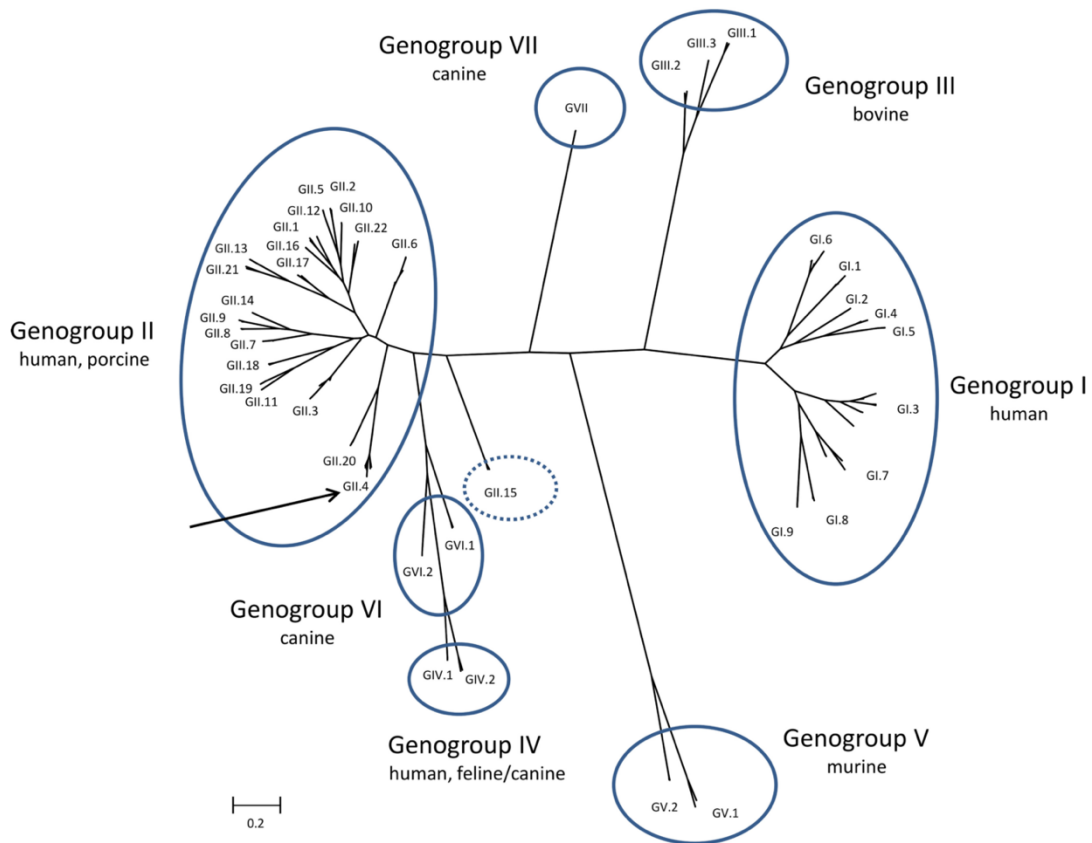 Genogroup VII
canine
GVII
GIII.1
GIII.3
GIII.2
Genogroup III
bovine
GII.5
GII.2
GII.12
GII.10
GII.1
GII.22
GII.16
GII.6
GII.13
GII.17
GII.21
GII.14
GII.9
GII.8
GII.7
GII.18
GII.19
GII.11
GII.3
GII.20
GII.4
Genogroup II
human, porcine
GI.6
GI.1
GI.2
GI.4
GI.5
GI.3
GI.7
GI.8
GI.9
Genogroup I
human
GII.15
GVI.1
GVI.2
Genogroup VI
canine
GIV.1
GIV.2
Genogroup IV
human, feline/canine
Genogroup V
murine
GV.2
GV.1
0.2